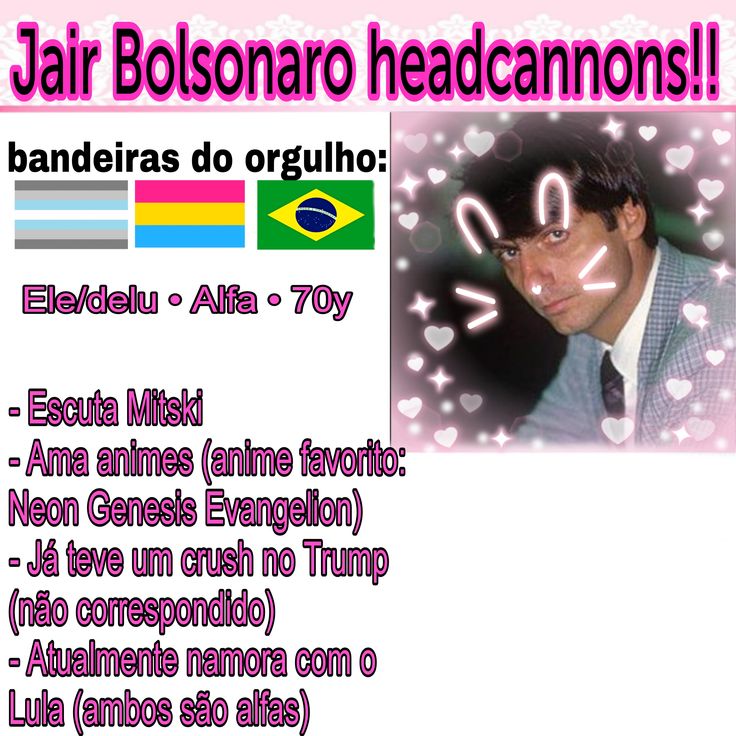 Jair Bolsonaro headcannons!!
bandeiras do orgulho:
Ele/delu • Alfa • 70y
- Escuta Mitski
- Ama animes (anime favorito:
Neon Genesis Evangelion)
- Já teve um crush no Trump
(não correspondido)
- Atualmente namora com o
Lula (ambos são alfas)